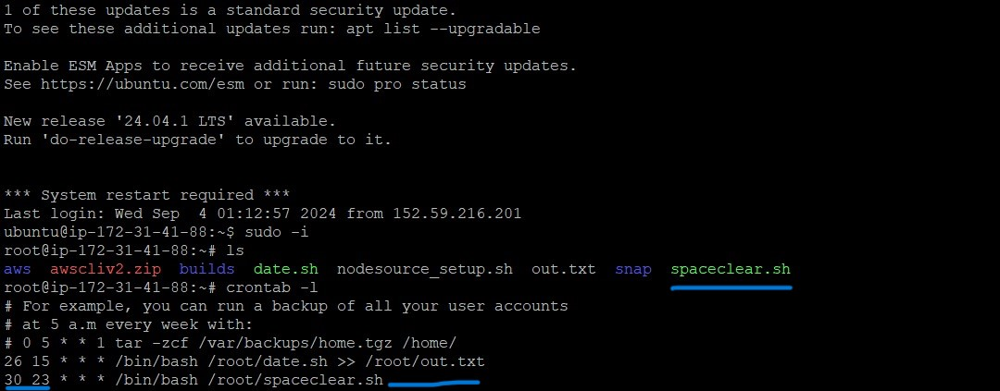 1 of these updates is a standard security update.
To see these additional updates run: apt list --upgradable
Enable ESM Apps to receive additional future security updates.
See https://ubuntu.com/esm or run: sudo pro status
New release '24.04.1 LTS' available.
Run 'do-release-upgrade' to upgrade to it.
*** System restart required ***
Last login: Wed Sep  4 01:12:57 2024 from 152.59.216.201
ubuntu@ip-172-31-41-88:~$ sudo -i
root@ip-172-31-41-88:~# ls
aws  awscliv2.zip  builds  date.sh  nodesource_setup.sh  out.txt  snap  spaceclear.sh
root@ip-172-31-41-88:~# crontab -l
# For example, you can run a backup of all your user accounts
# at 5 a.m every week with:
# 0 5 * * 1 tar -zcf /var/backups/home.tgz /home/
26 15 * * * /bin/bash /root/date.sh >> /root/out.txt
30 23 * * * /bin/bash /root/spaceclear.sh